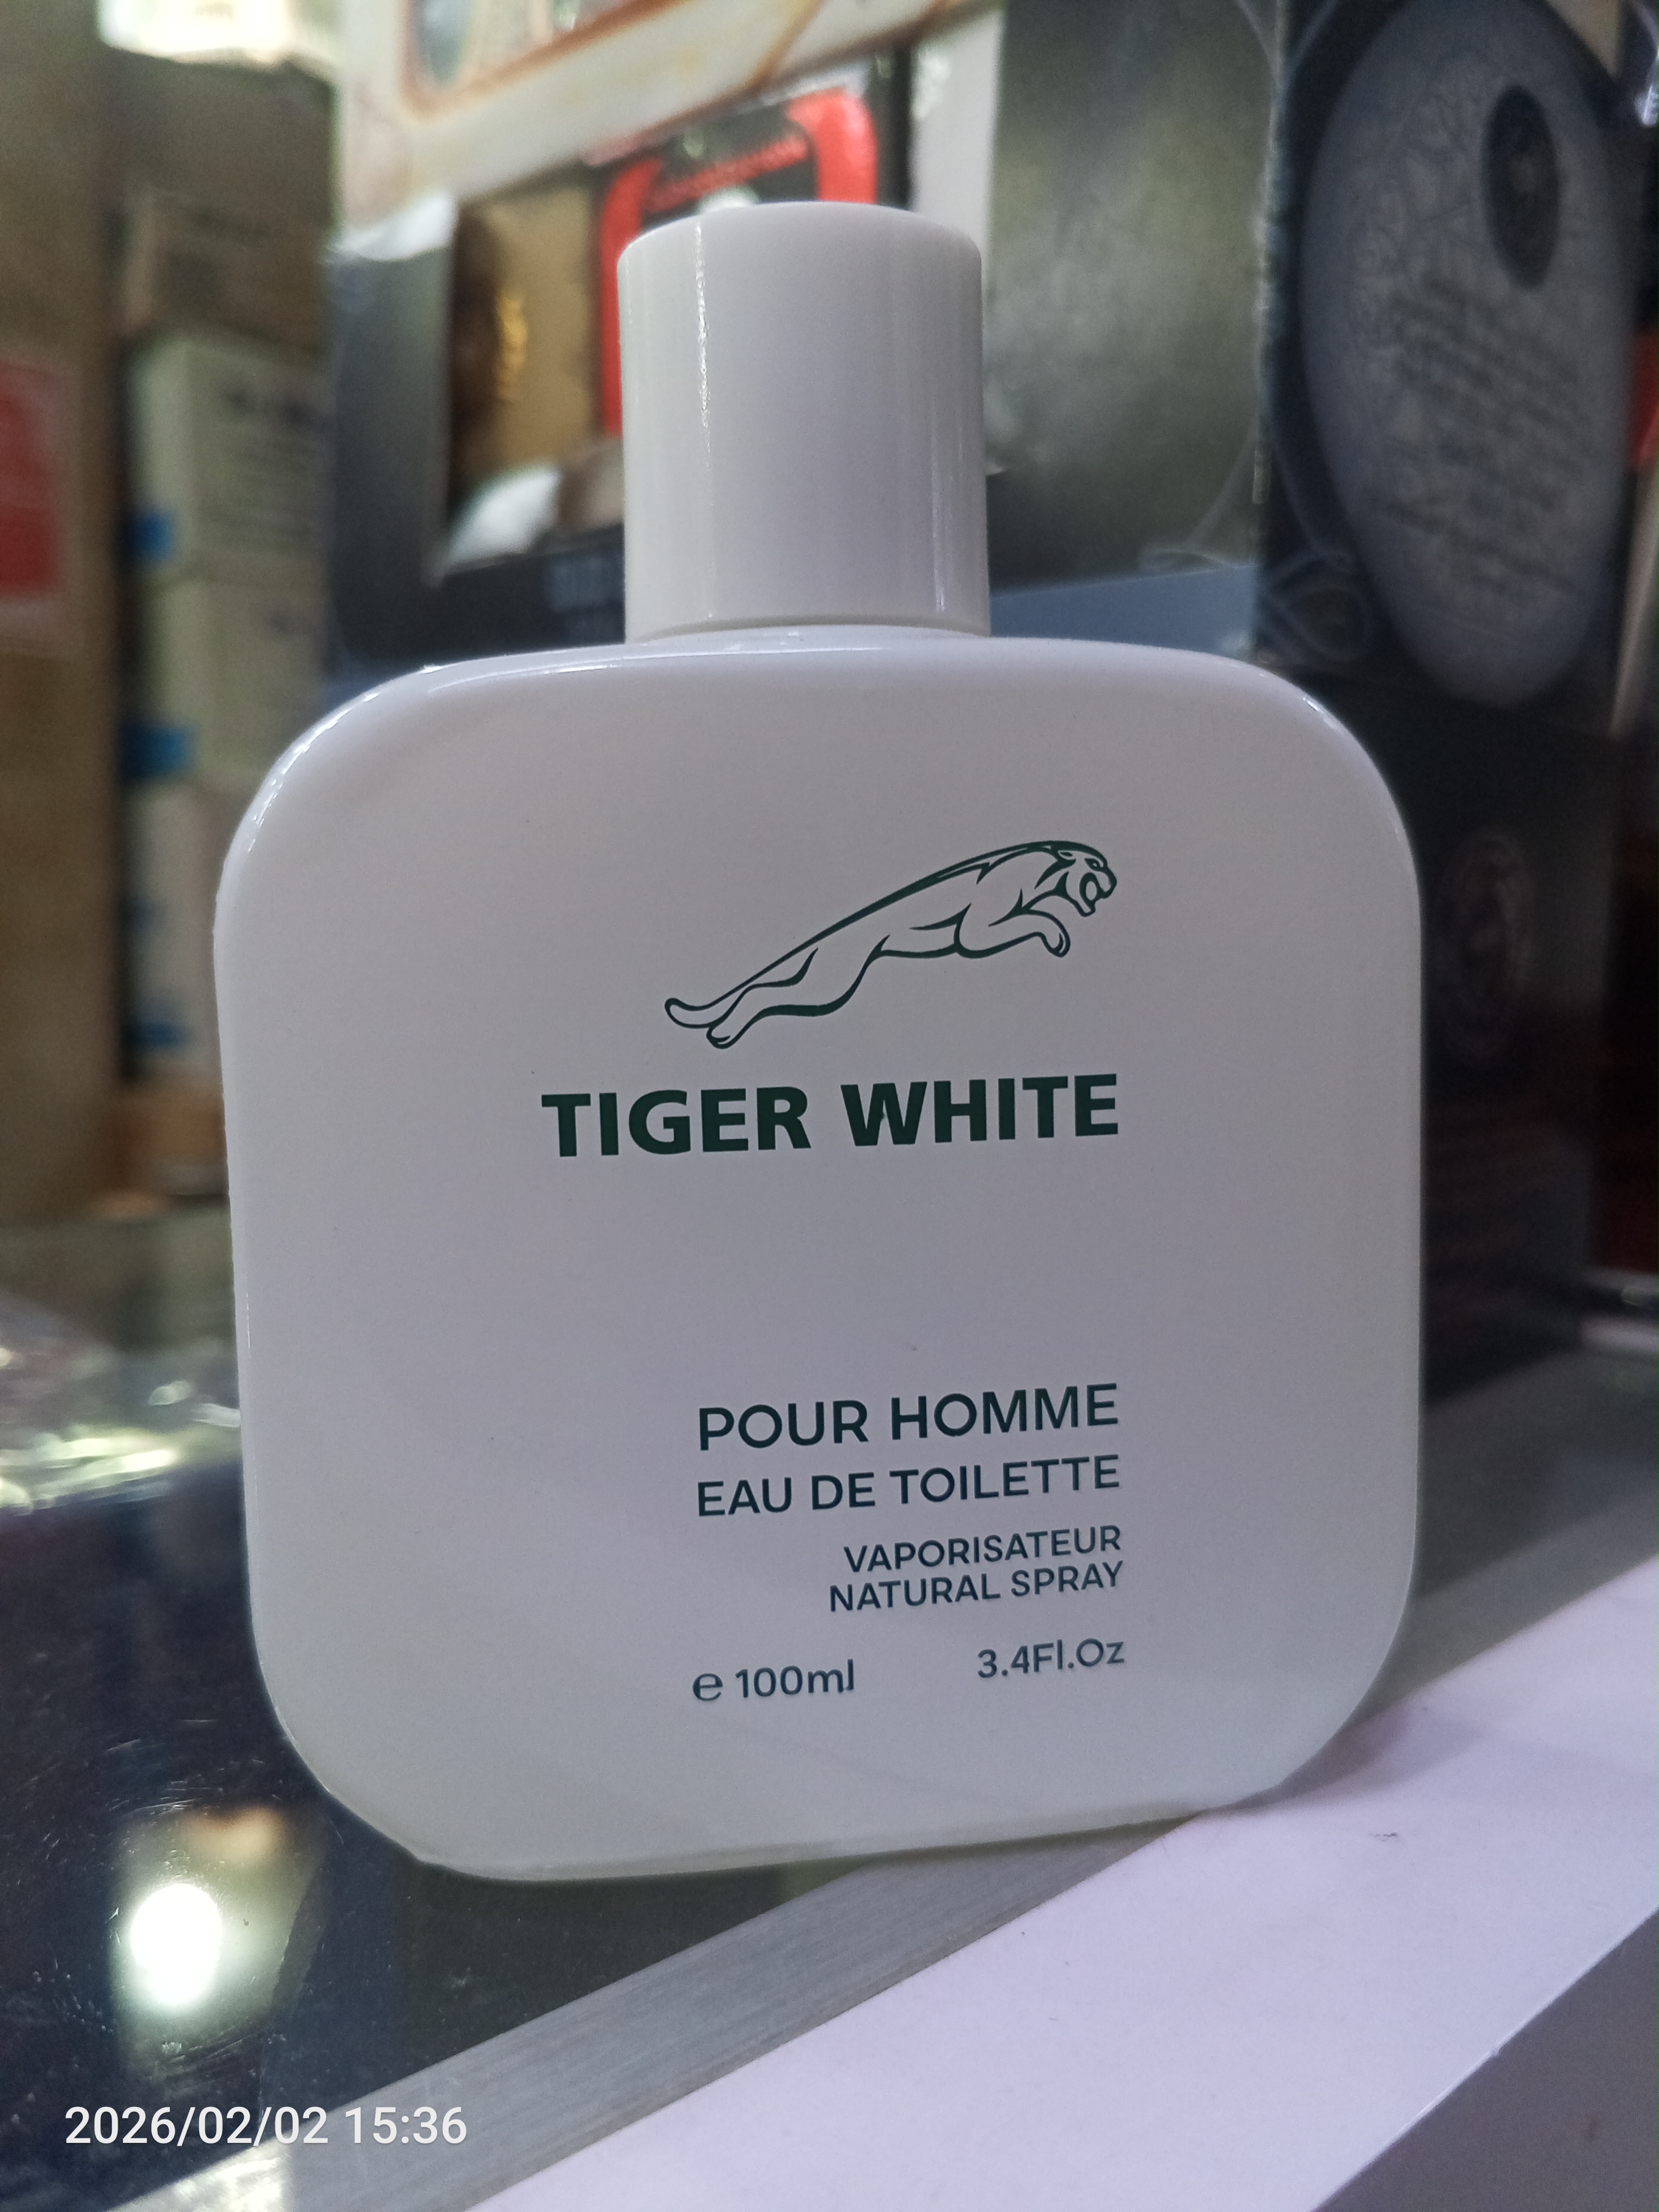 TIGER WHITE
POUR HOMME
EAU DE TOILETTE
VAPORISATEUR
NATURAL SPRAY
e 100ml 3.4Fl.Oz
2026/02/02 15:36